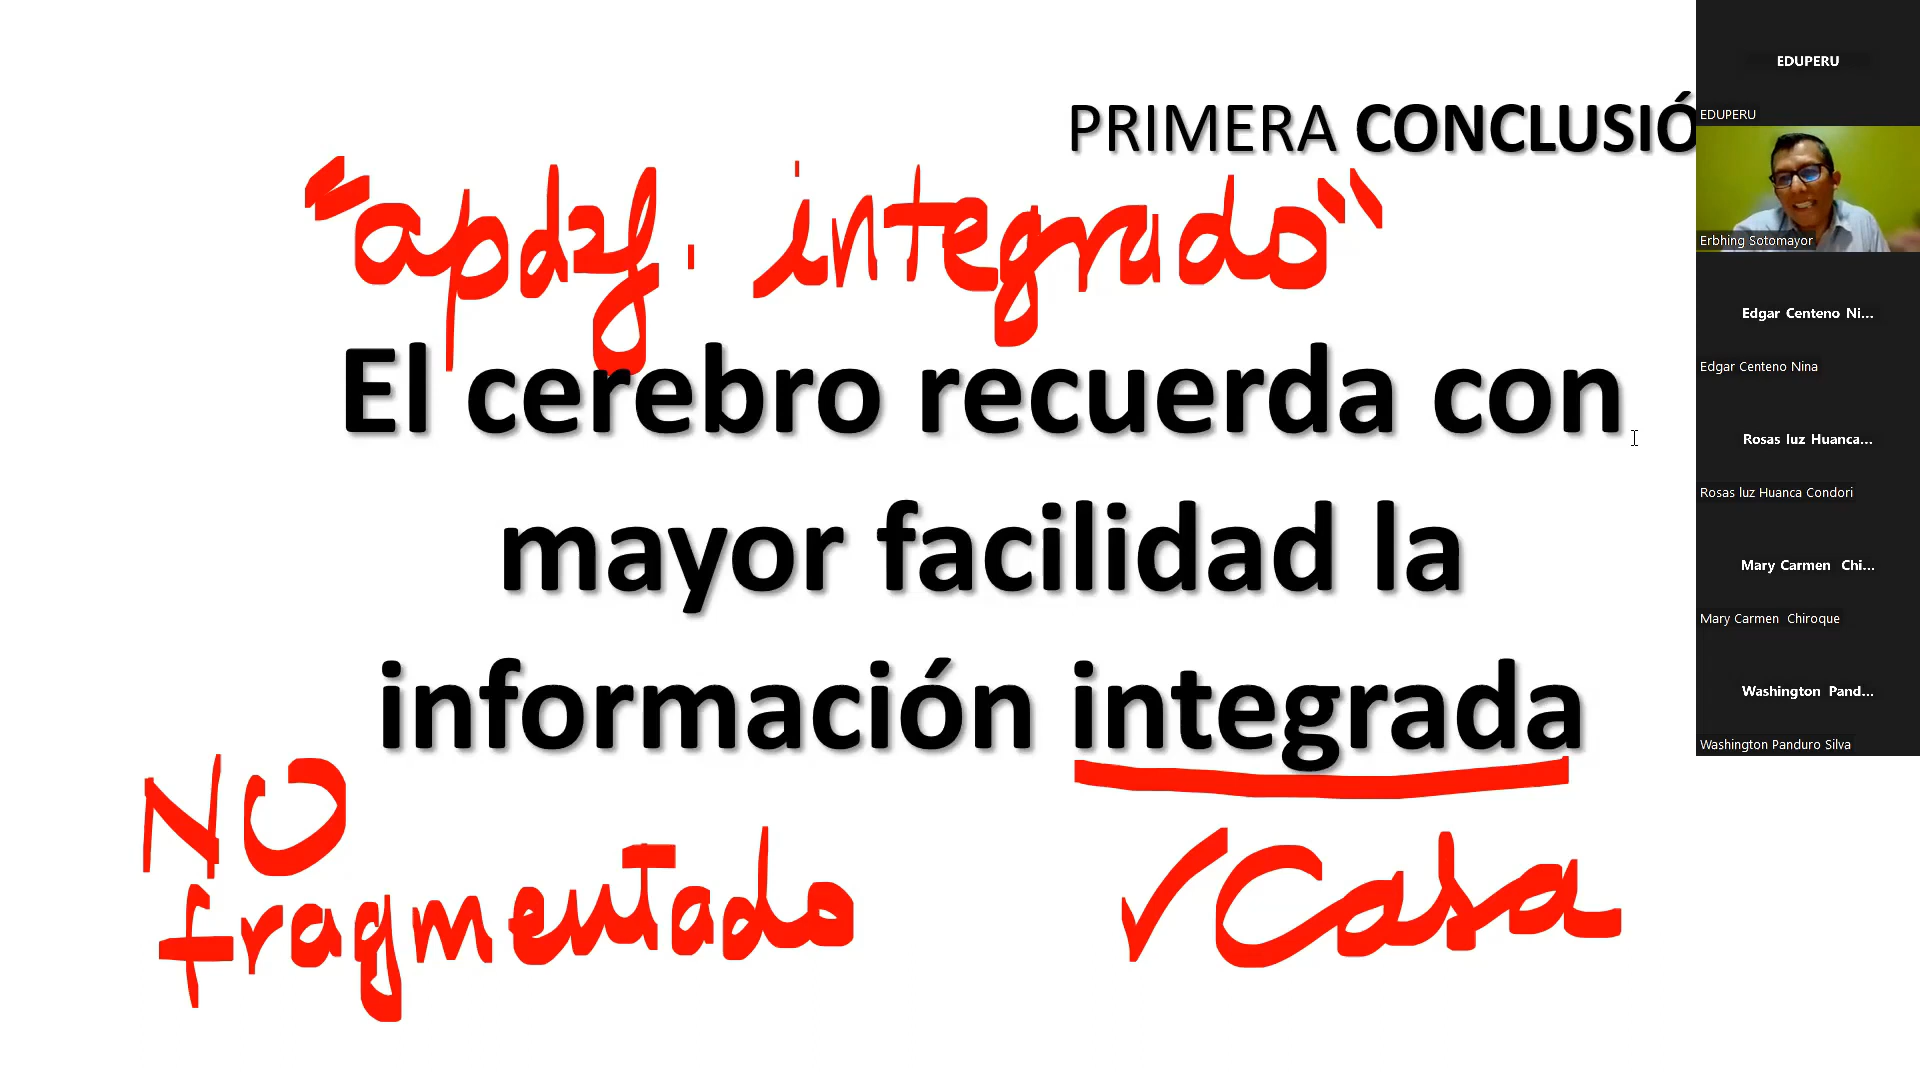 PRIMERA CONCLUSIÓ
"apdzj. integrado"
El cerebro recuerda con
mayor facilidad la
información integrada
NO
fragmentado
✓ Casa
EDUPERU
EDUPERU
Erbhing Sotomayor
Edgar Centeno Ni...
Edgar Centeno Nina
Rosas luz Huanca...
Rosas luz Huanca Condori
Mary Carmen Chi...
Mary Carmen Chiroque
Washington Pand...
Washington Panduro Silva